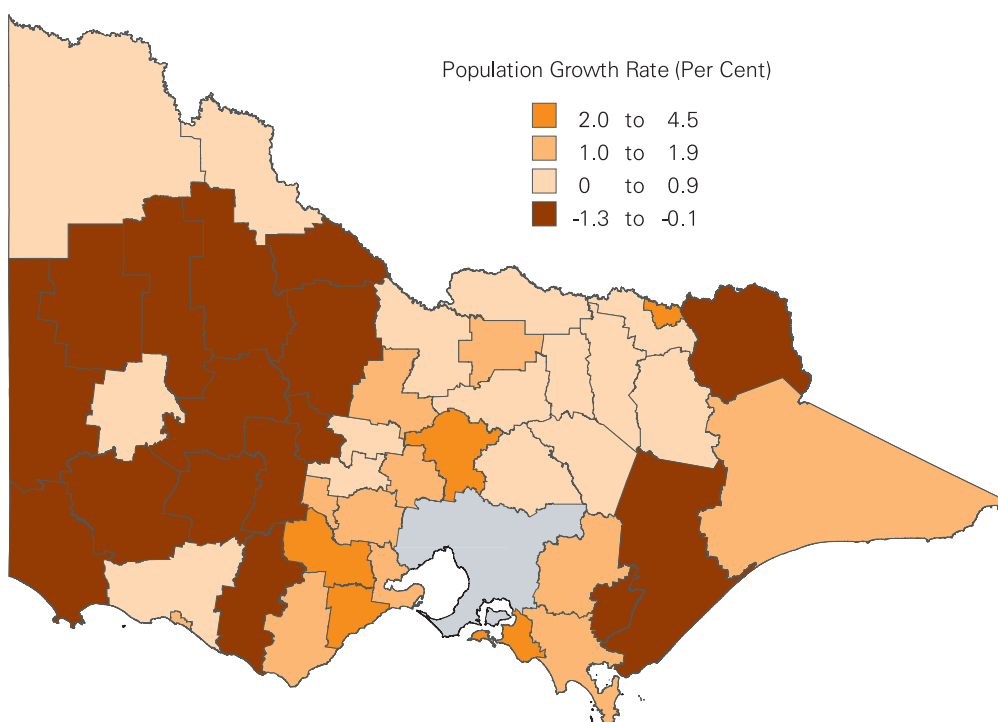 Population Growth Rate (Per Cent)
2.0 to 4.5
1.0 to 1.9
0 to 0.9
-1.3 to -0.1